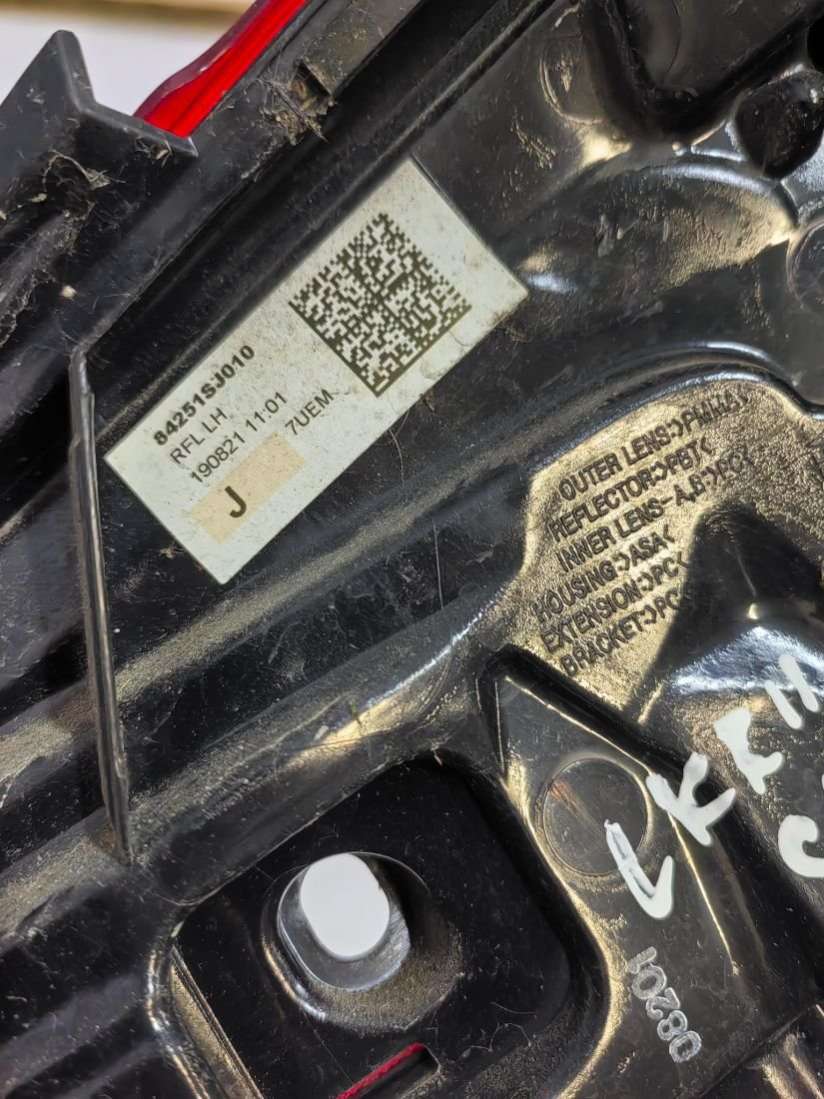 84251SJ010
RFL LH
190821 11:01
7UEM
J
OUTER LENS:>PMMA<
REFLECTOR:>PBT<
INNER LENS-A,B:>PC<
HOUSING:>ASA<
EXTENSION:>PC<
BRACKET:>PC<
08201